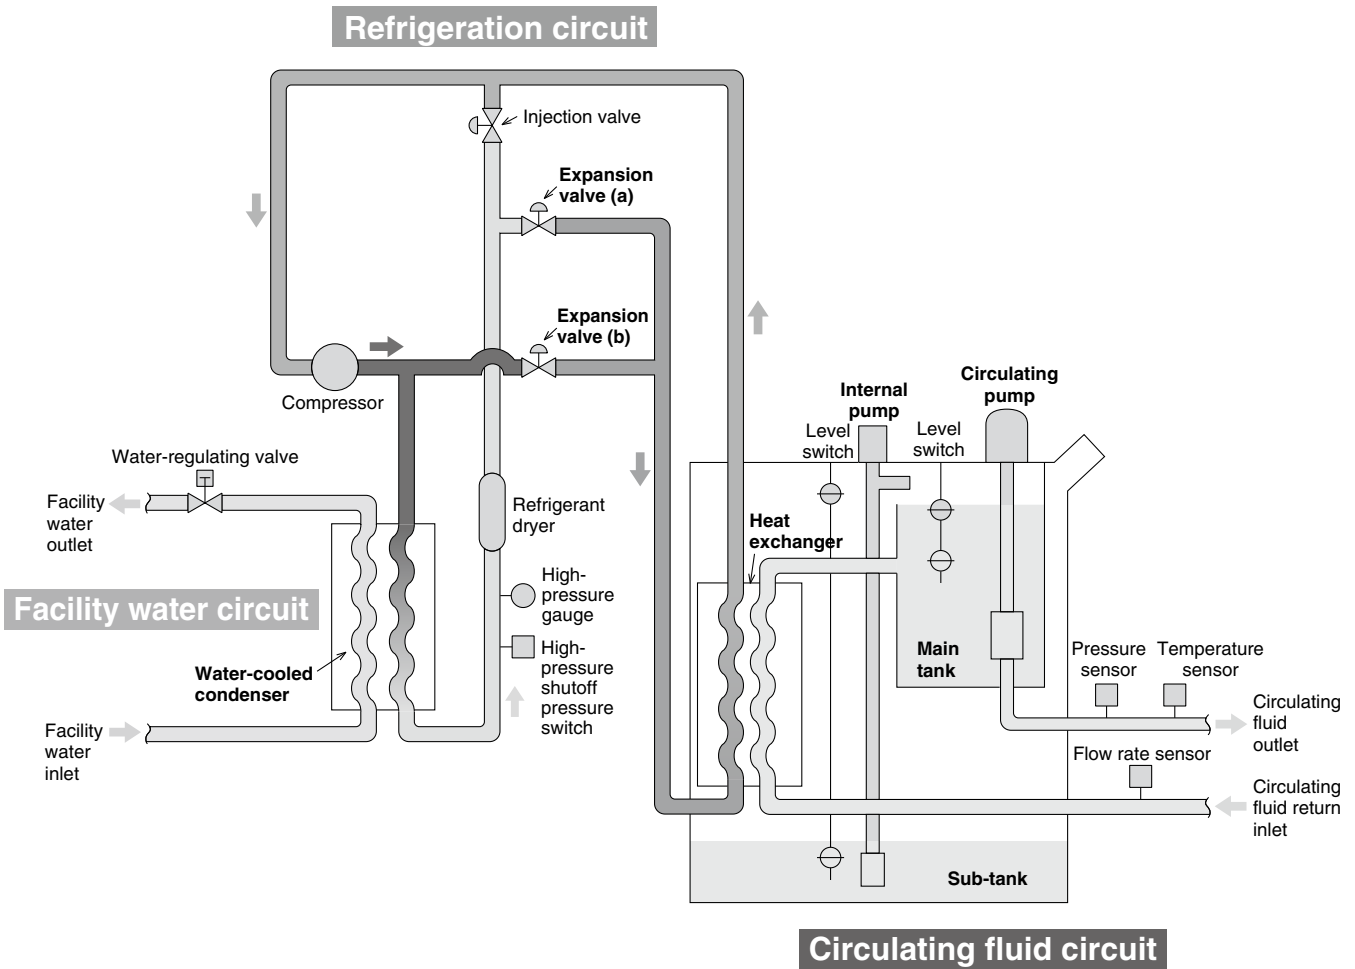 Refrigeration circuit
Injection valve
Expansion
valve (a)
Expansion
valve (b)
Compressor
Circulating
pump
Internal
pump
Level
switch
Level
switch
Water-regulating valve
Facility
water
outlet
Refrigerant
dryer
Heat
exchanger
High-
pressure
gauge
Facility water circuit
High-
pressure
shutoff
pressure
switch
Water-cooled
condenser
Main
tank
Pressure
sensor
Temperature
sensor
Circulating
fluid
outlet
Facility
water
inlet
Flow rate sensor
Circulating
fluid return
inlet
Sub-tank
Circulating fluid circuit